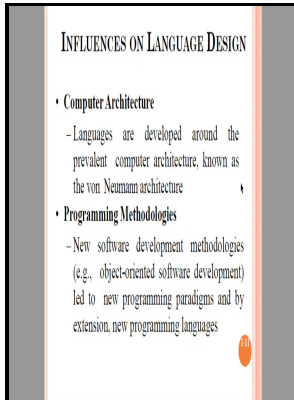 INFLUENCES ON LANGUAGE DESIGN
• Computer Architecture
– Languages are developed around the
prevalent computer architecture, known as
the von Neumann architecture
• Programming Methodologies
– New software development methodologies
(e.g., object-oriented software development)
led to new programming paradigms and by
extension, new programming languages